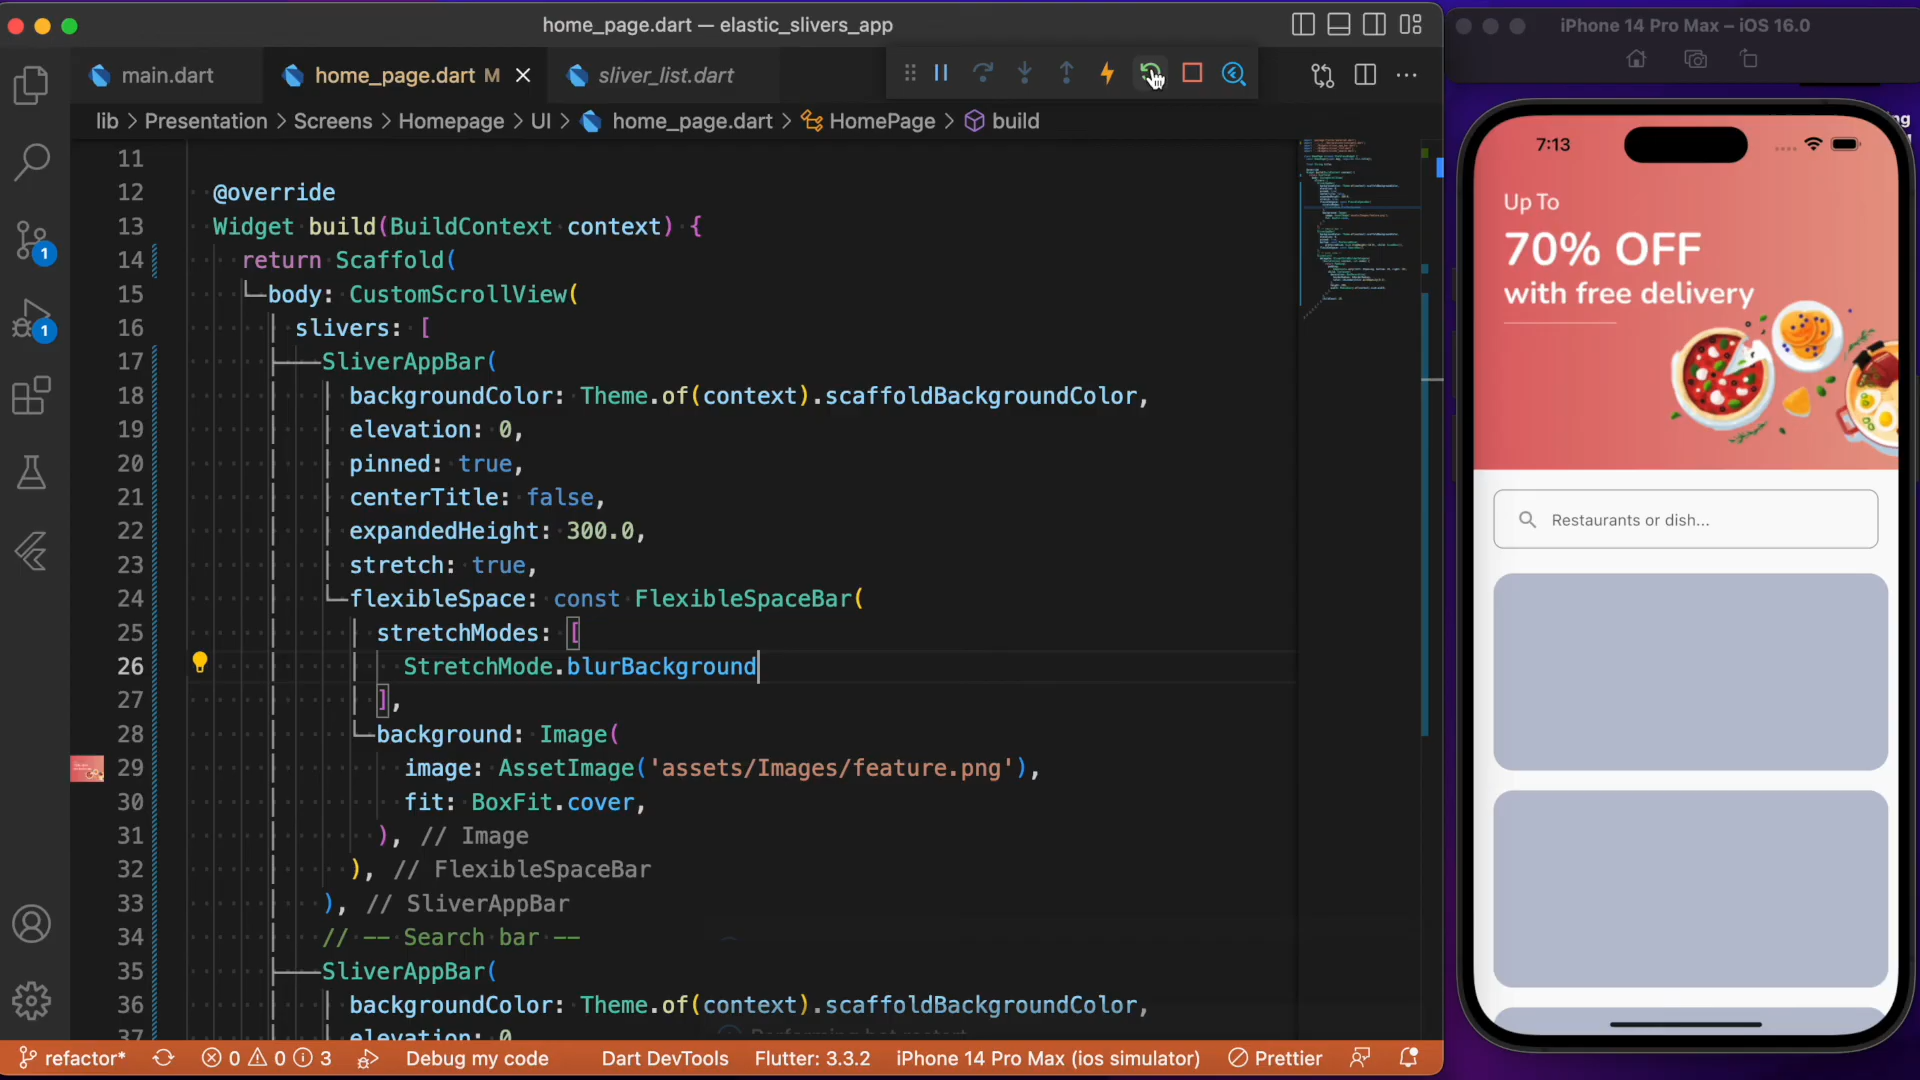 home_page.dart — elastic_slivers_app
main.dart
home_page.dart M
sliver_list.dart
lib > Presentation > Screens > Homepage > UI > home_page.dart > HomePage > build
11
12 @override
13 Widget build(BuildContext context) {
14 return Scaffold(
15 body: CustomScrollView(
16 slivers: [
17 SliverAppBar(
18 backgroundColor: Theme.of(context).scaffoldBackgroundColor,
19 elevation: 0,
20 pinned: true,
21 centerTitle: false,
22 expandedHeight: 300.0,
23 stretch: true,
24 flexibleSpace: const FlexibleSpaceBar(
25 stretchModes: [
26 StretchMode.blurBackground
27 ],
28 background: Image(
29 image: AssetImage('assets/Images/feature.png'),
30 fit: BoxFit.cover,
31 ), // Image
32 ), // FlexibleSpaceBar
33 ), // SliverAppBar
34 // -- Search bar --
35 SliverAppBar(
36 backgroundColor: Theme.of(context).scaffoldBackgroundColor,
37 elevation: 0
1
1
refactor* 0 0 3 Debug my code Dart DevTools Flutter: 3.3.2 iPhone 14 Pro Max (ios simulator) Prettier
iPhone 14 Pro Max – iOS 16.0
7:13
Up To
70% OFF
with free delivery
Restaurants or dish...